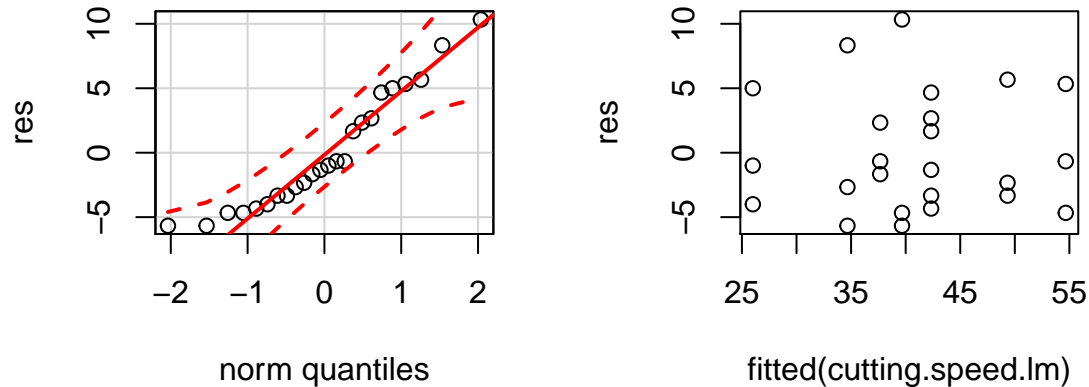 res
10
5
0
−5
−2 −1 0 1 2
norm quantiles
res
10
5
0
−5
25 35 45 55
fitted(cutting.speed.lm)